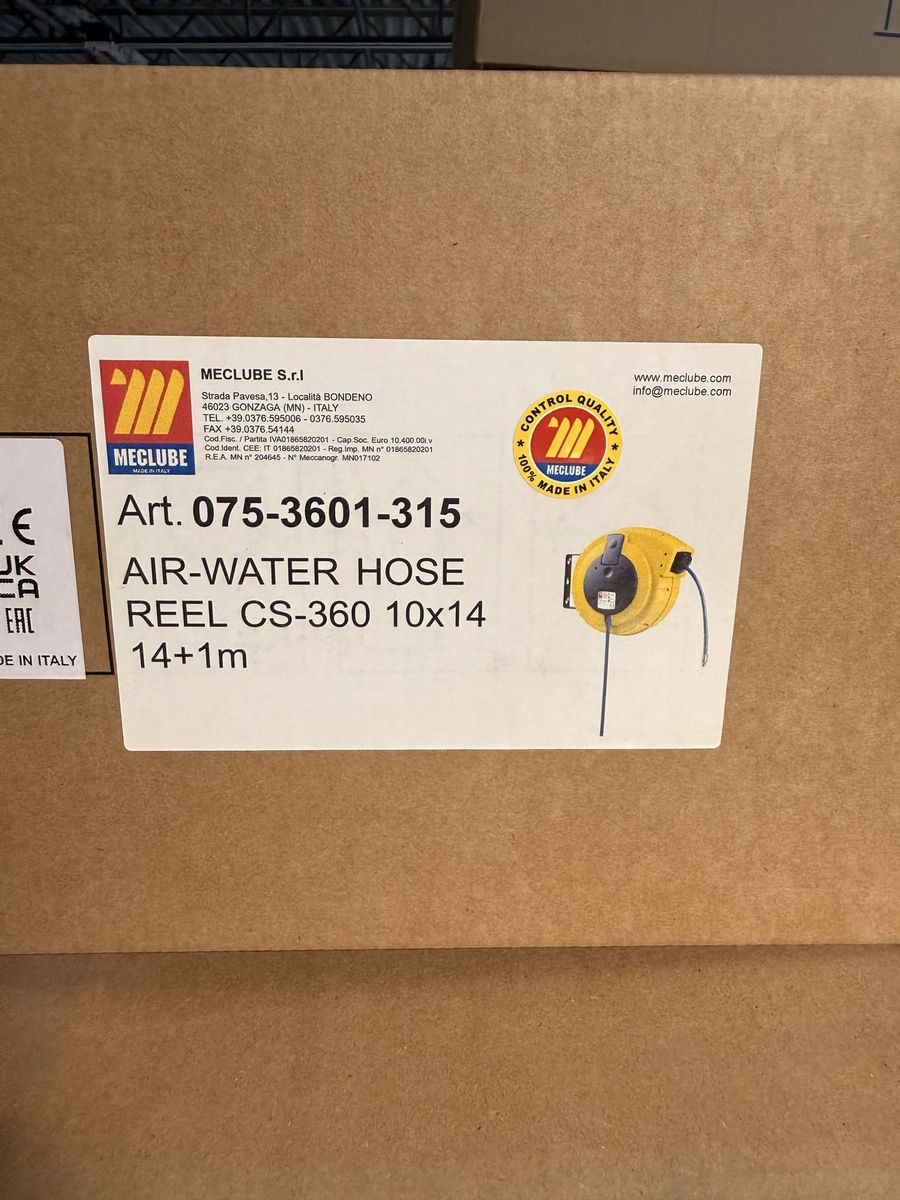 MECLUBE
MADE IN ITALY
MECLUBE S.r.l
Strada Pavesa,13 - Località BONDENO
46023 GONZAGA (MN) - ITALY
TEL. +39.0376.595006 - 0376.595035
FAX +39.0376.54144
Cod.Fisc. / Partita IVA01865820201 - Cap.Soc. Euro 10.400.00i.v
Cod.Ident. CEE: IT 01865820201 - Reg.Imp. MN n° 01865820201
R.E.A. MN n° 204645 - N° Meccanogr. MN017102
www.meclube.com
info@meclube.com
CONTROL QUALITY
MECLUBE
* 100% MADE IN ITALY *
Art. 075-3601-315
AIR-WATER HOSE
REEL CS-360 10x14
14+1m
CE
UK
CA
EAC
DE IN ITALY